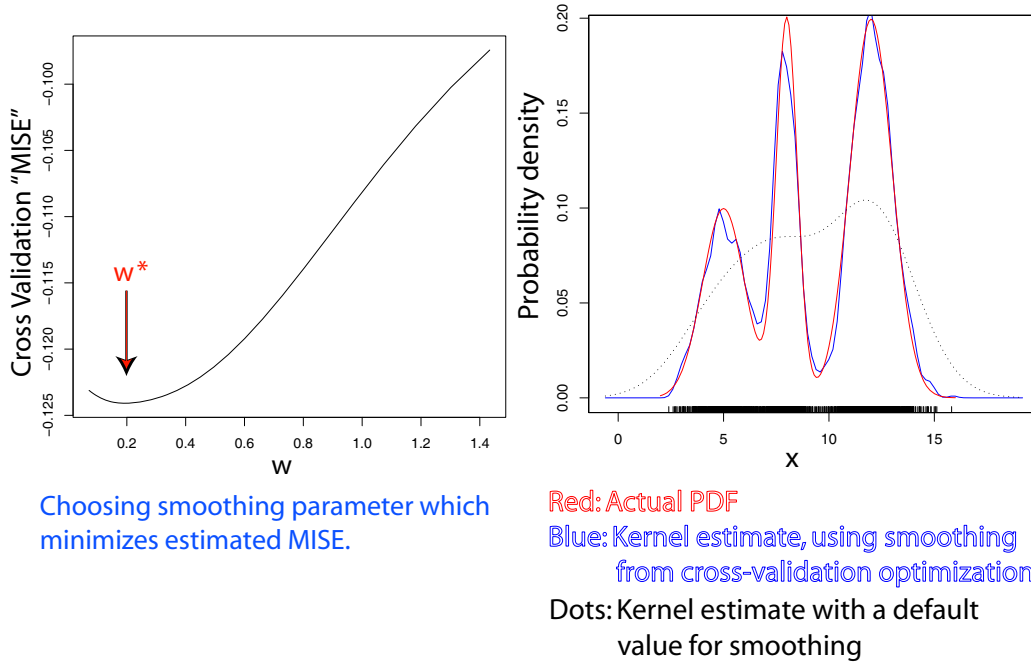 Cross Validation "MISE"
-0.100
-0.105
-0.110
-0.115
-0.120
-0.125
w*
0.2 0.4 0.6 0.8 1.0 1.2 1.4
w
Choosing smoothing parameter which
minimizes estimated MISE.
Probability density
0.20
0.15
0.10
0.05
0.00
0 5 10 15
x
Red: Actual PDF
Blue: Kernel estimate, using smoothing
from cross-validation optimization
Dots: Kernel estimate with a default
value for smoothing